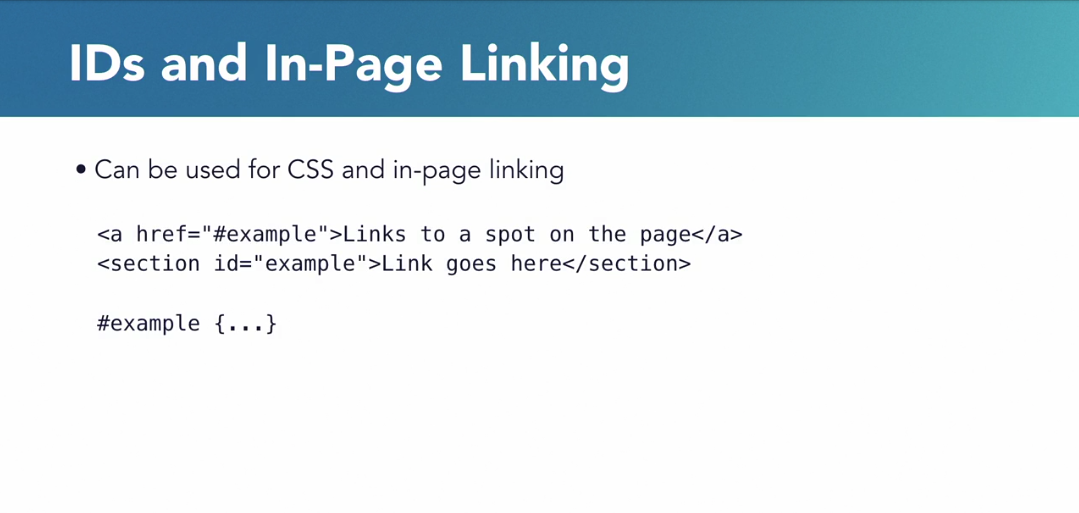 IDs and In-Page Linking
• Can be used for CSS and in-page linking
<a href="#example">Links to a spot on the page</a>
<section id="example">Link goes here</section>
#example {...}